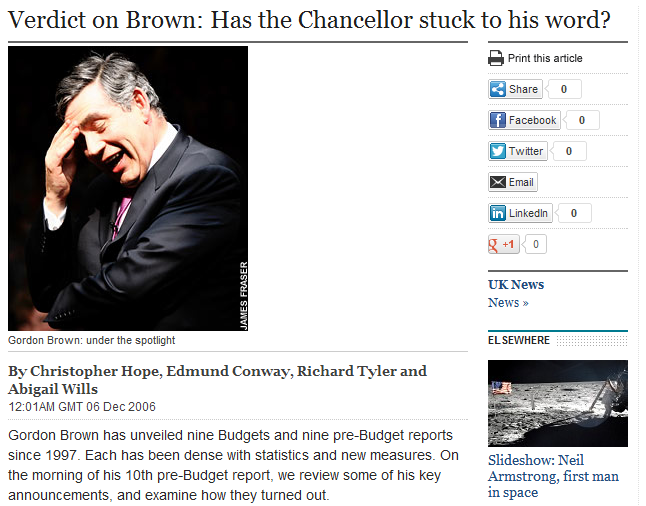 Verdict on Brown: Has the Chancellor stuck to his word?
JAMES FRASER
Gordon Brown: under the spotlight
By Christopher Hope, Edmund Conway, Richard Tyler and
Abigail Wills
12:01AM GMT 06 Dec 2006
Gordon Brown has unveiled nine Budgets and nine pre-Budget reports
since 1997. Each has been dense with statistics and new measures. On
the morning of his 10th pre-Budget report, we review some of his key
announcements, and examine how they turned out.
Print this article
Share 0
Facebook 0
Twitter 0
Email
in LinkedIn 0
g +1 0
UK News
News »
ELSEWHERE
Slideshow: Neil
Armstrong, first man
in space